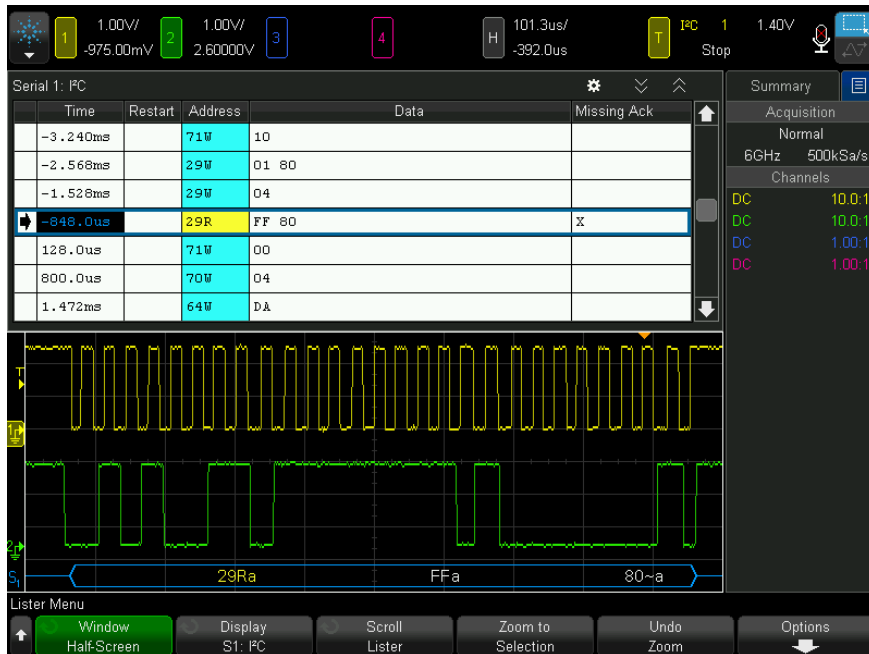 1 1.00V/ 2 1.00V/ 3 4 H 101.3us/ T I²C 1 1.40V
-975.00mV 2.60000V -392.0us Stop
Serial 1: I²C
Time Restart Address Data Missing Ack
-3.240ms 71W 10
-2.568ms 29W 01 80
-1.528ms 29W 04
-848.0us 29R FF 80 X
128.0us 71W 00
800.0us 70W 04
1.472ms 64W DA
Summary
Acquisition
Normal
6GHz 500kSa/s
Channels
DC 10.0:1
DC 10.0:1
DC 1.00:1
DC 1.00:1
T
1
2
S1 29Ra FFa 80~a
Lister Menu
Window Display Scroll Zoom to Undo Options
Half-Screen S1: I²C Lister Selection Zoom